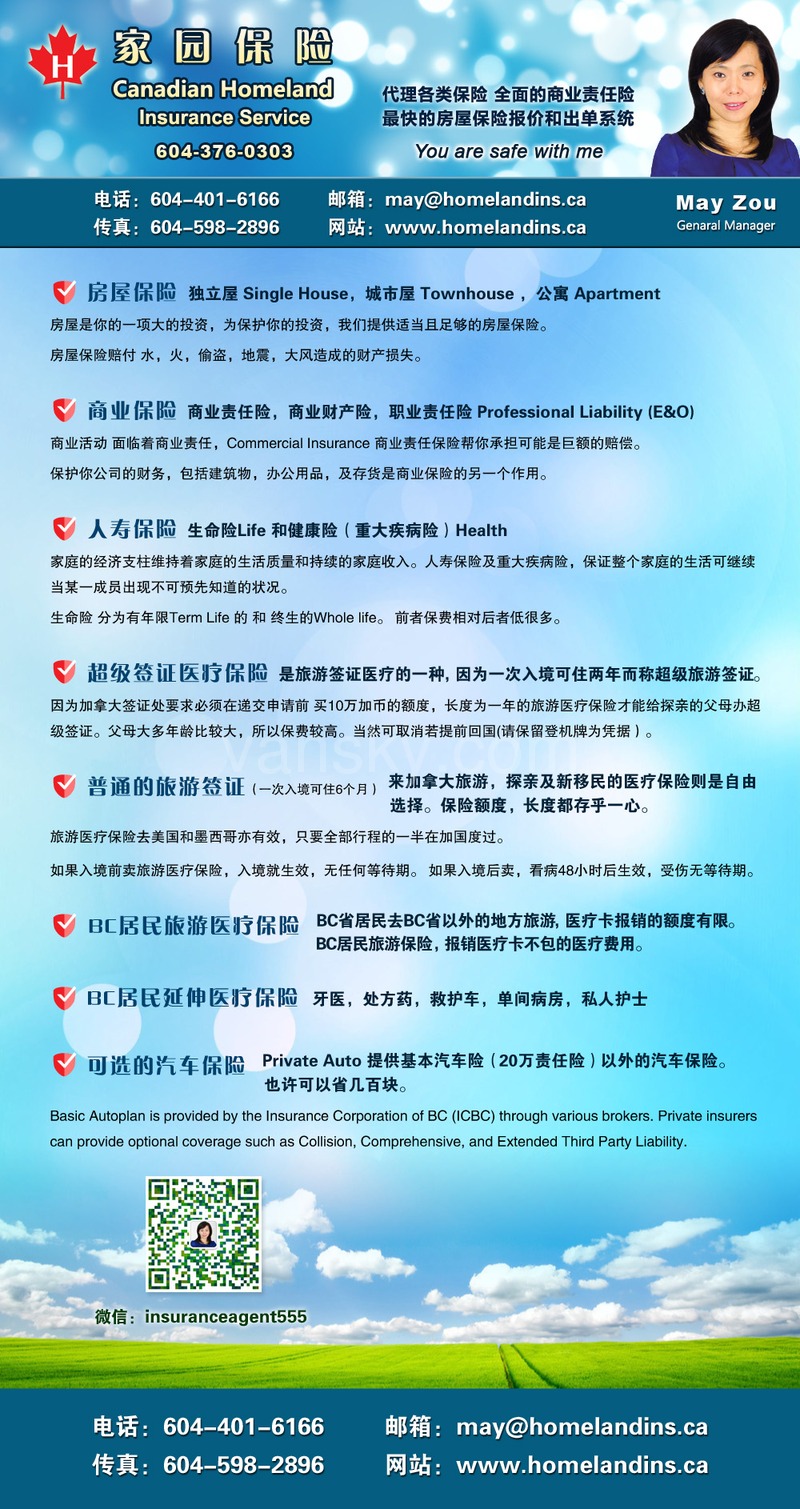 家园保险
H
Canadian Homeland
Insurance Service
604-376-0303
代理各类保险 全面的商业责任险
最快的房屋保险报价和出单系统
You are safe with me
电话：604-401-6166 邮箱：may@homelandins.ca
传真：604-598-2896 网站：www.homelandins.ca
May Zou
Genaral Manager
房屋保险 独立屋 Single House，城市屋 Townhouse ，公寓 Apartment
房屋是你的一项大的投资，为保护你的投资，我们提供适当且足够的房屋保险。
房屋保险赔付 水，火，偷盗，地震，大风造成的财产损失。
商业保险 商业责任险，商业财产险，职业责任险 Professional Liability (E&O)
商业活动 面临着商业责任，Commercial Insurance 商业责任保险帮你承担可能是巨额的赔偿。
保护你公司的财务，包括建筑物，办公用品，及存货是商业保险的另一个作用。
人寿保险 生命险Life 和健康险（重大疾病险）Health
家庭的经济支柱维持着家庭的生活质量和持续的家庭收入。人寿保险及重大疾病险，保证整个家庭的生活可继续
当某一成员出现不可预先知道的状况。
生命险 分为有年限Term Life 的 和 终生的Whole life。 前者保费相对后者低很多。
超级签证医疗保险 是旅游签证医疗的一种, 因为一次入境可住两年而称超级旅游签证。
因为加拿大签证处要求必须在递交申请前 买10万加币的额度，长度为一年的旅游医疗保险才能给探亲的父母办超
级签证。父母大多年龄比较大，所以保费较高。当然可取消若提前回国(请保留登机牌为凭据）。
vansky.com
普通的旅游签证（一次入境可住6个月） 来加拿大旅游，探亲及新移民的医疗保险则是自由
选择。保险额度，长度都存乎一心。
旅游医疗保险去美国和墨西哥亦有效，只要全部行程的一半在加国度过。
如果入境前卖旅游医疗保险，入境就生效，无任何等待期。 如果入境后卖，看病48小时后生效，受伤无等待期。
BC居民旅游医疗保险 BC省居民去BC省以外的地方旅游, 医疗卡报销的额度有限。
BC居民旅游保险, 报销医疗卡不包的医疗费用。
BC居民延伸医疗保险 牙医，处方药，救护车，单间病房，私人护士
可选的汽车保险 Private Auto 提供基本汽车险（20万责任险）以外的汽车保险。
也许可以省几百块。
Basic Autoplan is provided by the Insurance Corporation of BC (ICBC) through various brokers. Private insurers
can provide optional coverage such as Collision, Comprehensive, and Extended Third Party Liability.
微信：insuranceagent555
电话：604-401-6166 邮箱：may@homelandins.ca
传真：604-598-2896 网站：www.homelandins.ca